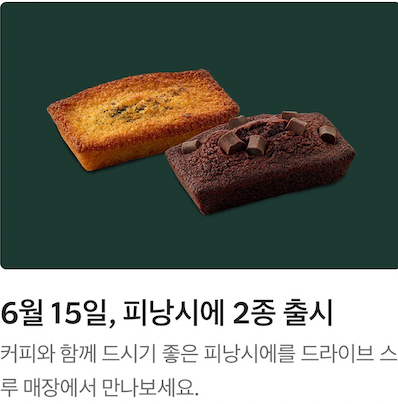 6월 15일, 피낭시에 2종 출시
커피와 함께 드시기 좋은 피낭시에를 드라이브 스
루 매장에서 만나보세요.